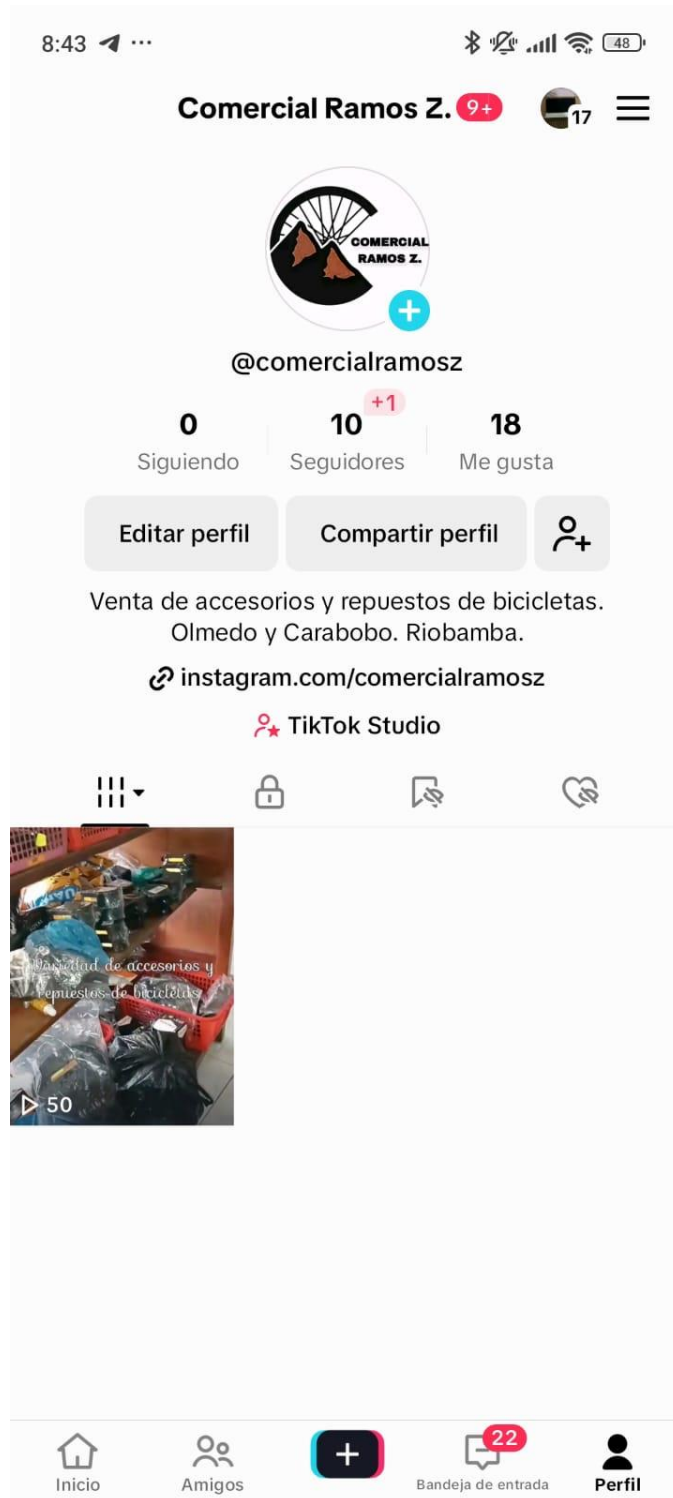 8:43
48
Comercial Ramos Z. 9+
17
COMERCIAL
RAMOS Z.
@comercialramosz
+1
0 10 18
Siguiendo Seguidores Me gusta
Editar perfil Compartir perfil
Venta de accesorios y repuestos de bicicletas.
Olmedo y Carabobo. Riobamba.
instagram.com/comercialramosz
TikTok Studio
Variedad de accesorios y
repuestos de bicicletas
50
22
Inicio Amigos Bandeja de entrada Perfil